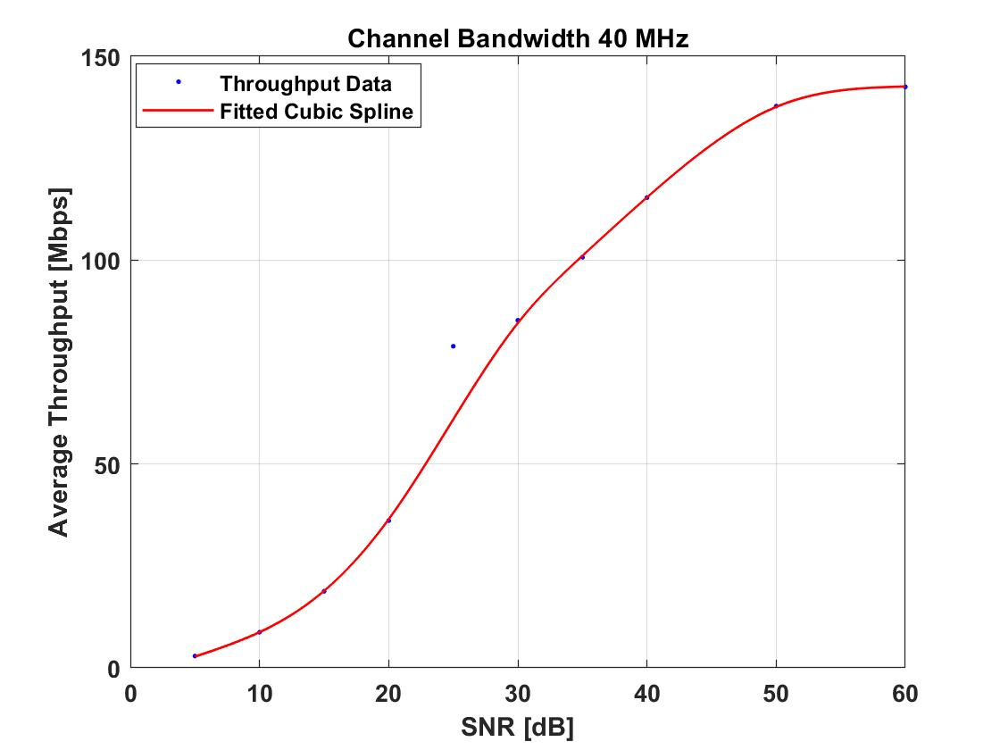 Channel Bandwidth 40 MHz
Throughput Data
Fitted Cubic Spline
Average Throughput [Mbps]
150
100
50
0
0 10 20 30 40 50 60
SNR [dB]